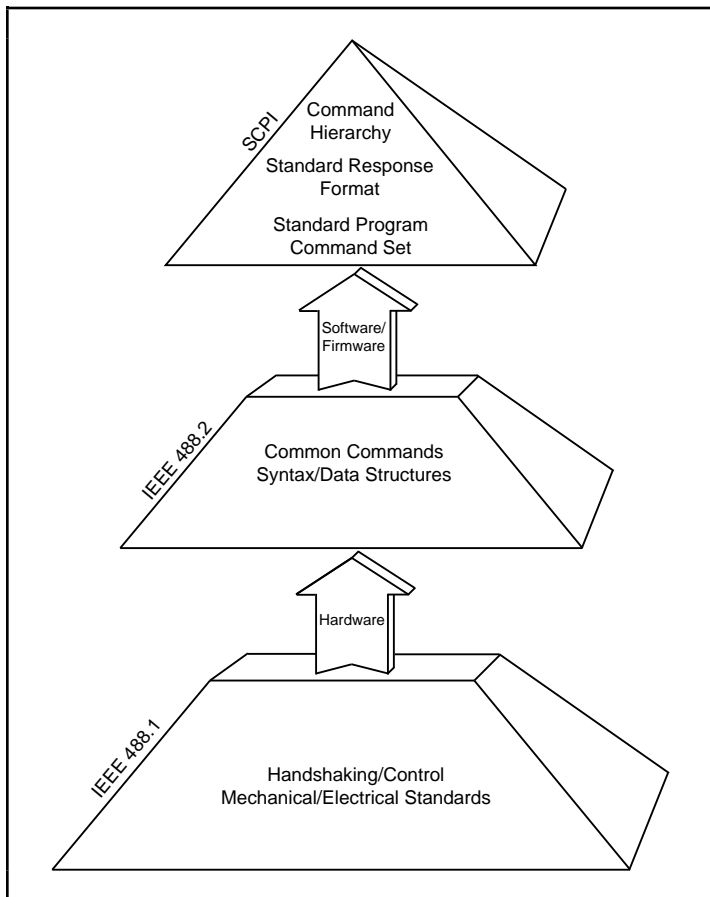 SCPI
Command
Hierarchy
Standard Response
Format
Standard Program
Command Set
Software/
Firmware
IEEE 488.2
Common Commands
Syntax/Data Structures
Hardware
IEEE 488.1
Handshaking/Control
Mechanical/Electrical Standards